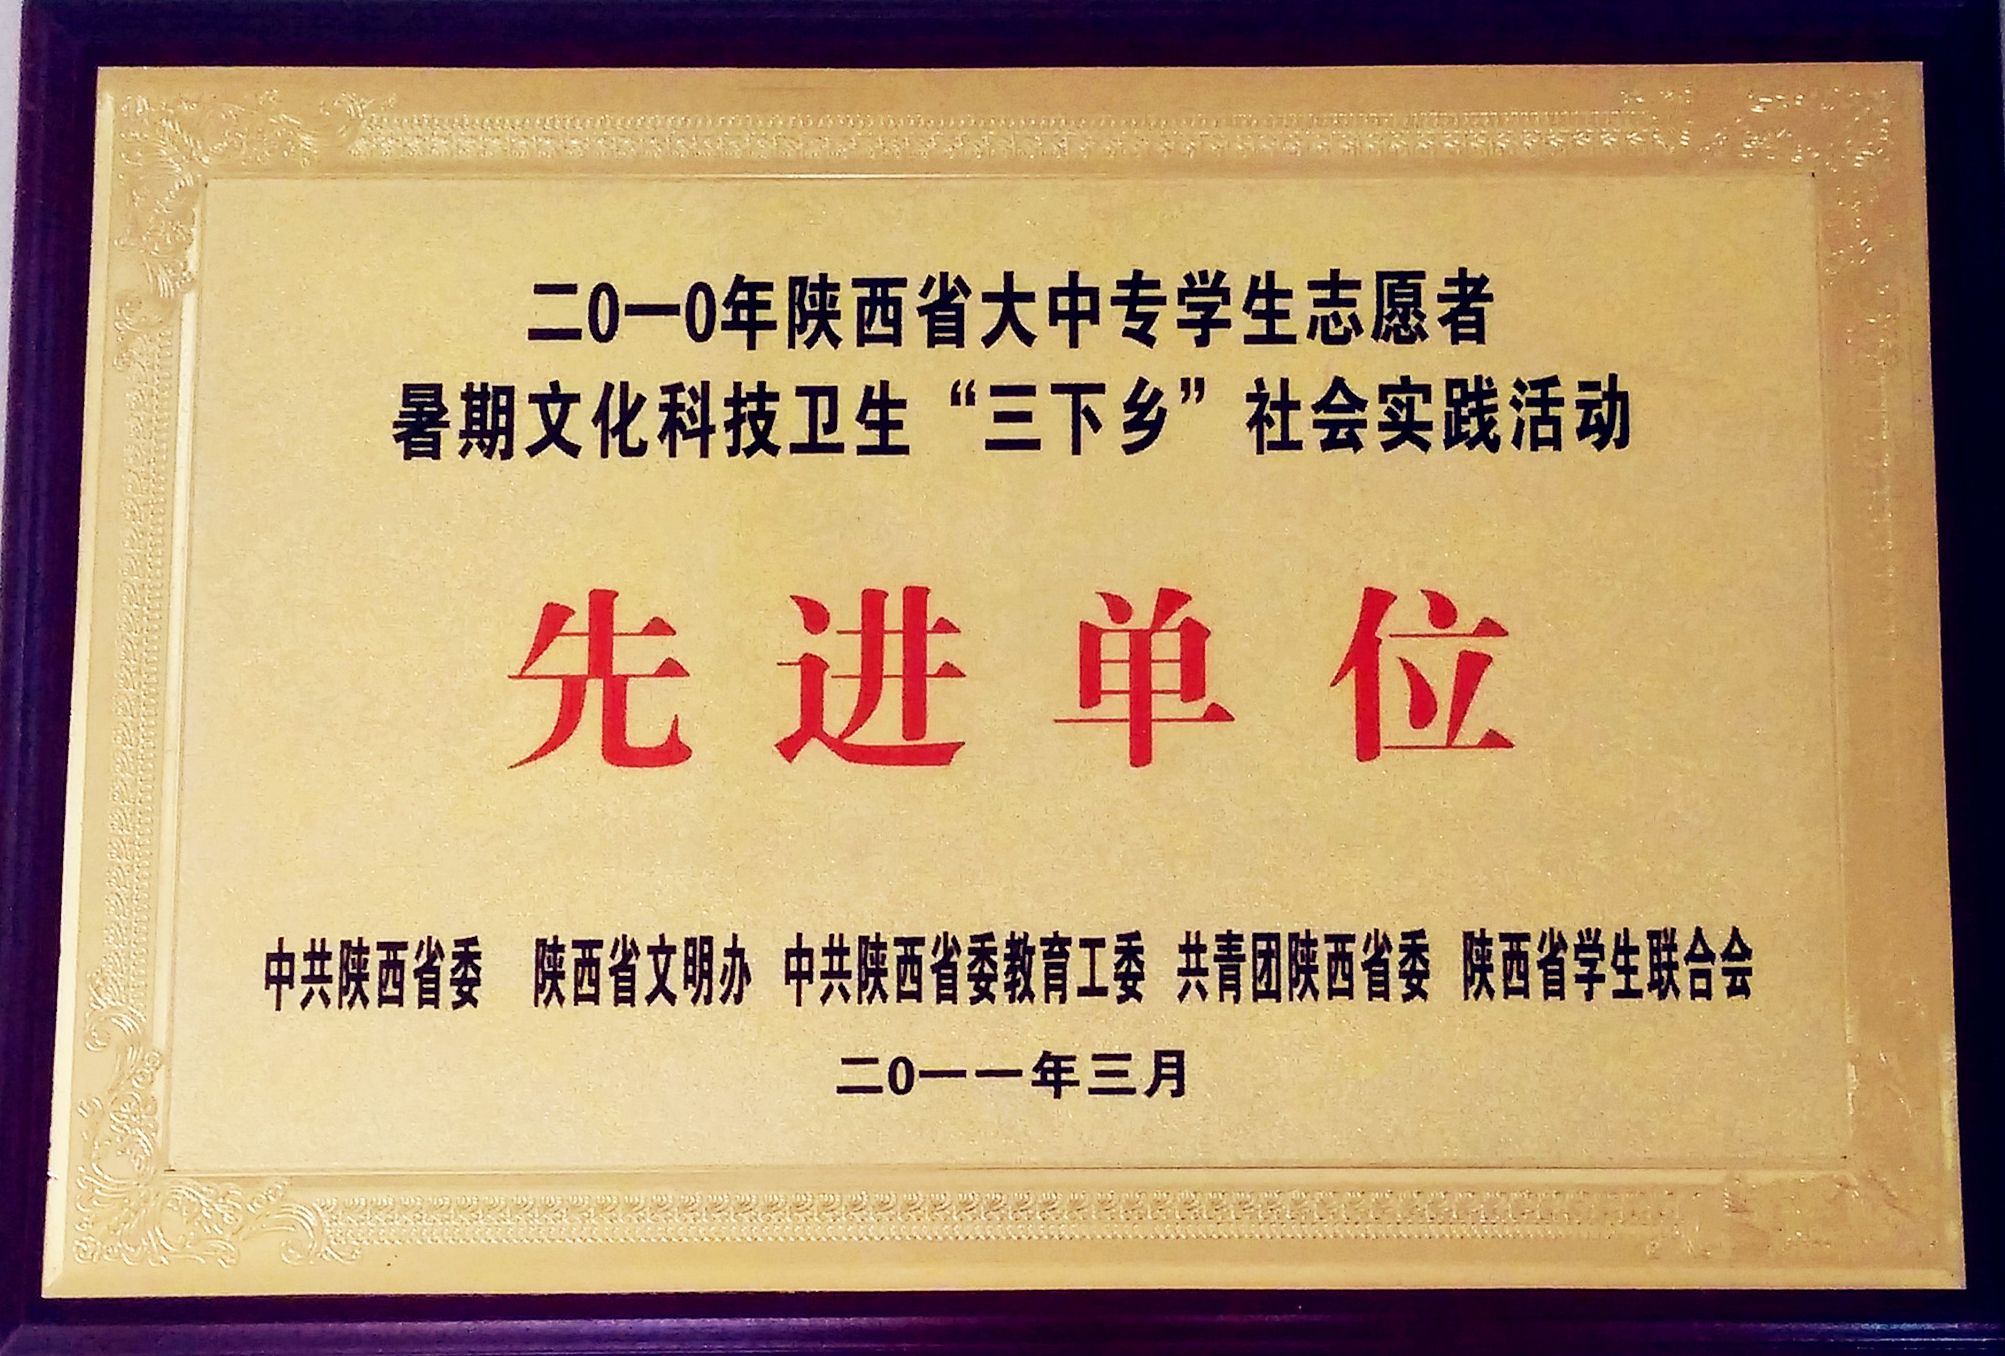 二0一0年陕西省大中专学生志愿者
暑期文化科技卫生“三下乡”社会实践活动
先进单位
中共陕西省委 陕西省文明办 中共陕西省委教育工委 共青团陕西省委 陕西省学生联合会
二0一一年三月